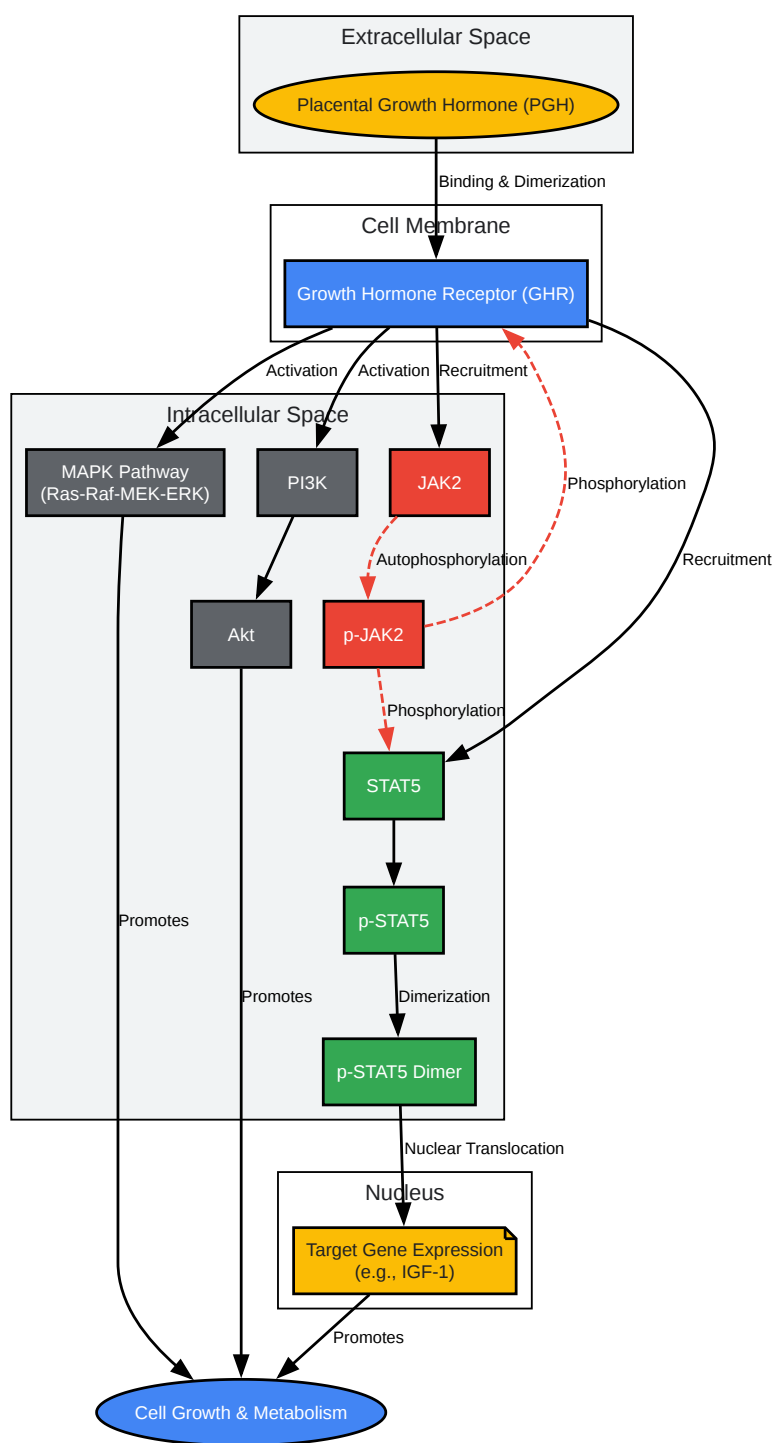 Extracellular Space
Placental Growth Hormone (PGH)
Binding & Dimerization
Cell Membrane
Growth Hormone Receptor (GHR)
Activation
Activation
Recruitment
Intracellular Space
MAPK Pathway
(Ras-Raf-MEK-ERK)
PI3K
JAK2
Phosphorylation
Autophosphorylation
Recruitment
Akt
p-JAK2
Phosphorylation
STAT5
p-STAT5
Promotes
Promotes
Dimerization
p-STAT5 Dimer
Nuclear Translocation
Nucleus
Target Gene Expression
(e.g., IGF-1)
Promotes
Cell Growth & Metabolism